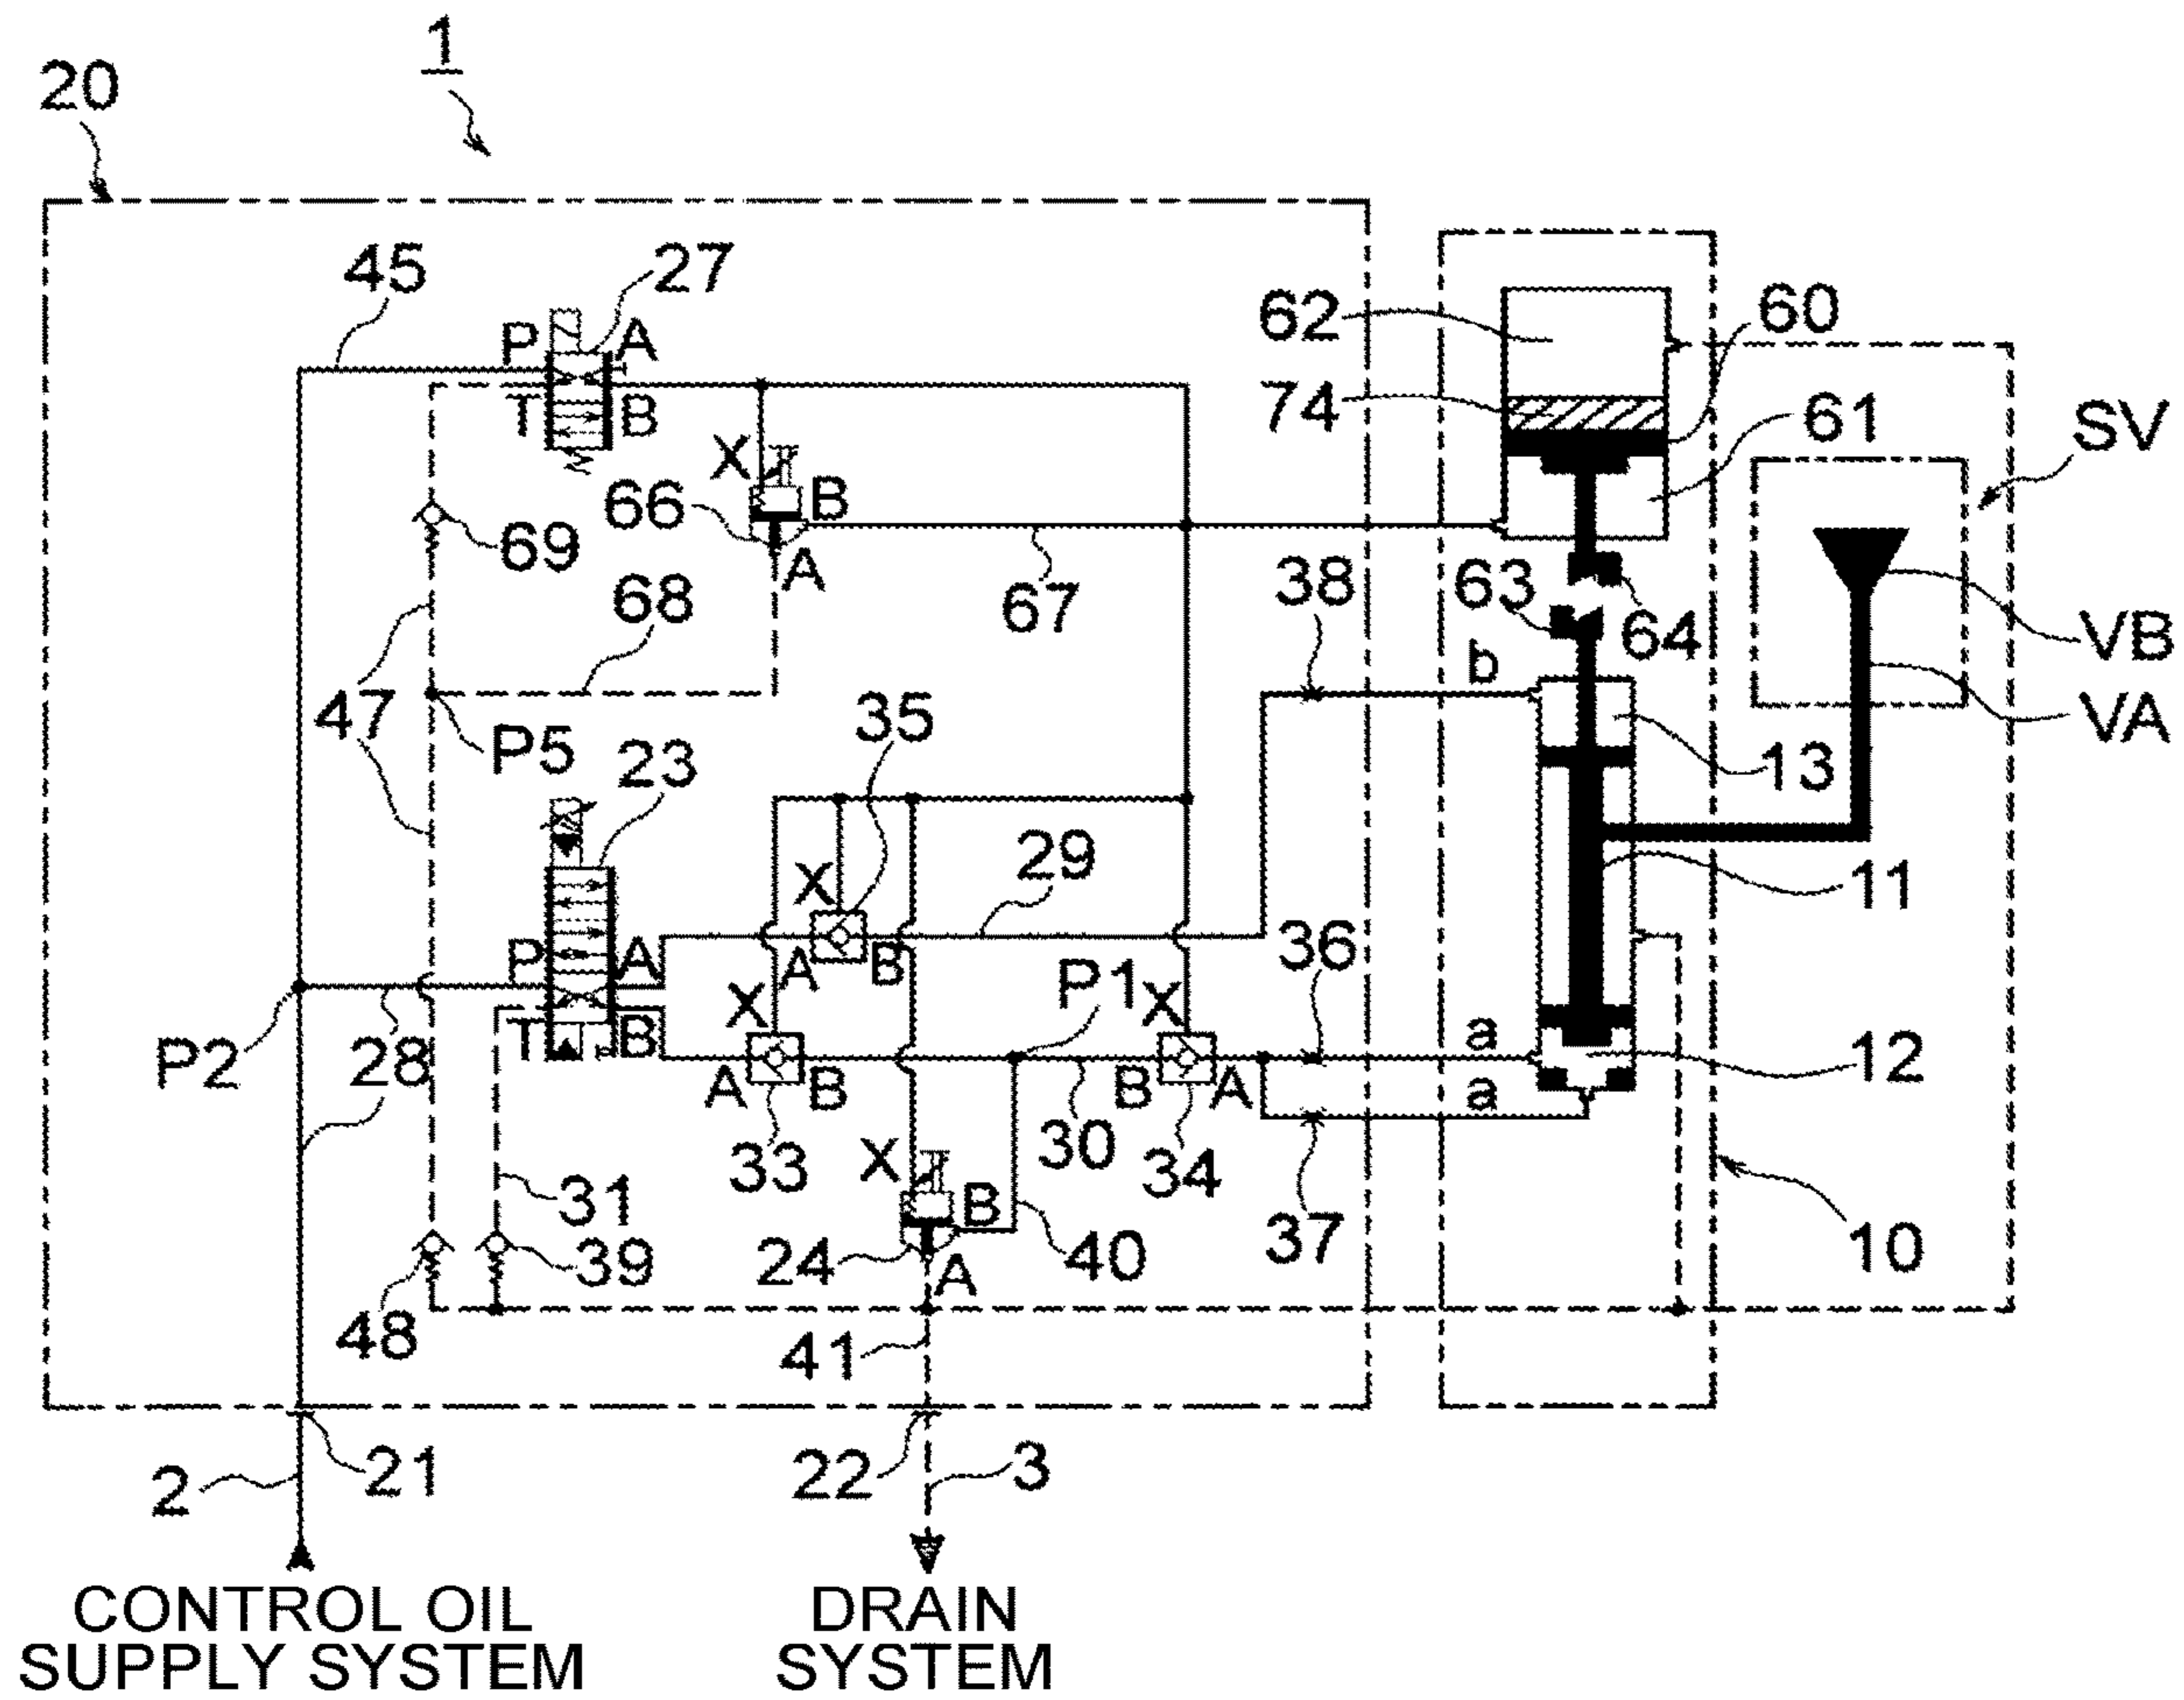 1
20
45
27
P
A
T
B
62
60
74
61
SV
X
66
B
A
69
67
68
38
63
64
b
VB
VA
47
P5
35
23
13
X
29
11
P
A
A
B
36
P1
X
X
T
B
P2
28
a
12
A
B
B
A
a
33
30
34
X
31
B
37
10
39
24
A
40
48
41
2
21
22
3
CONTROL OIL
SUPPLY SYSTEM
DRAIN
SYSTEM